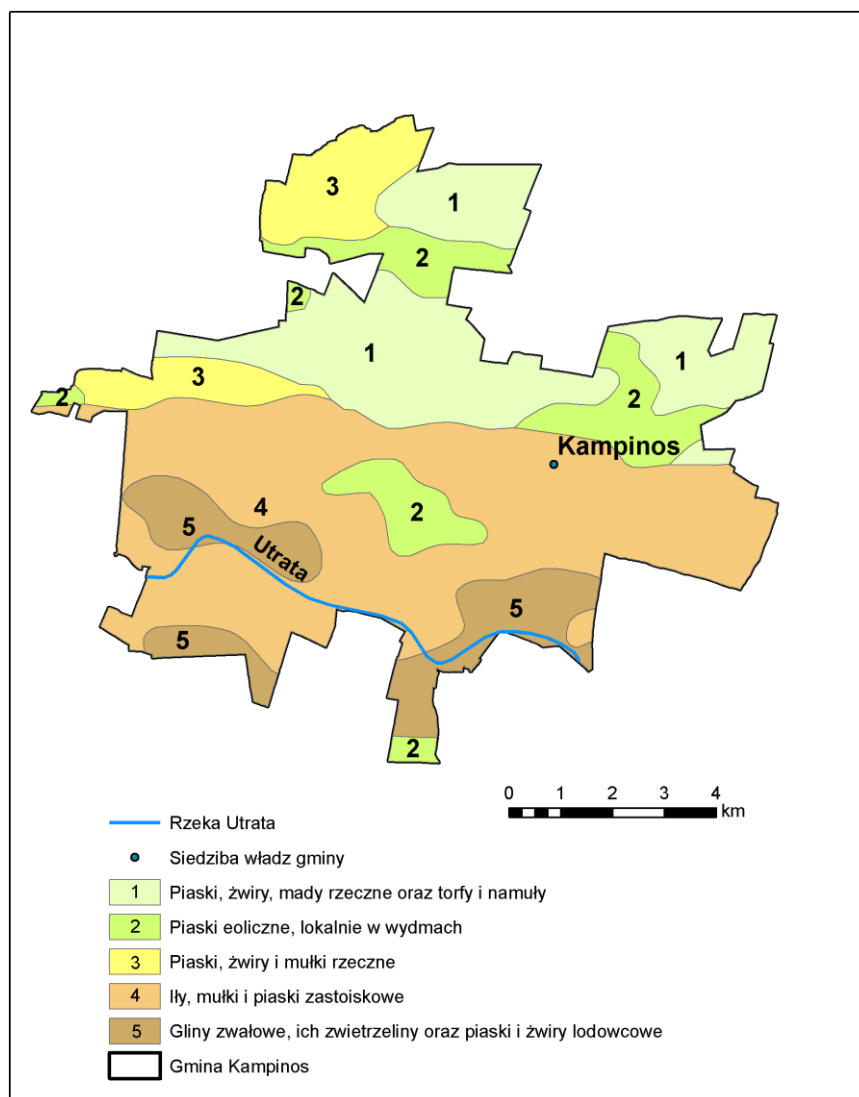 3
1
2
2
1
1
3
2
2
Kampinos
4
2
5
Utrata
5
5
2
0 1 2 3 4
km
Rzeka Utrata
Siedziba władz gminy
1 Piaski, żwiry, mady rzeczne oraz torfy i namuły
2 Piaski eoliczne, lokalnie w wydmach
3 Piaski, żwiry i mułki rzeczne
4 Iły, mułki i piaski zastoiskowe
5 Gliny zwałowe, ich zwietrzeliny oraz piaski i żwiry lodowcowe
Gmina Kampinos